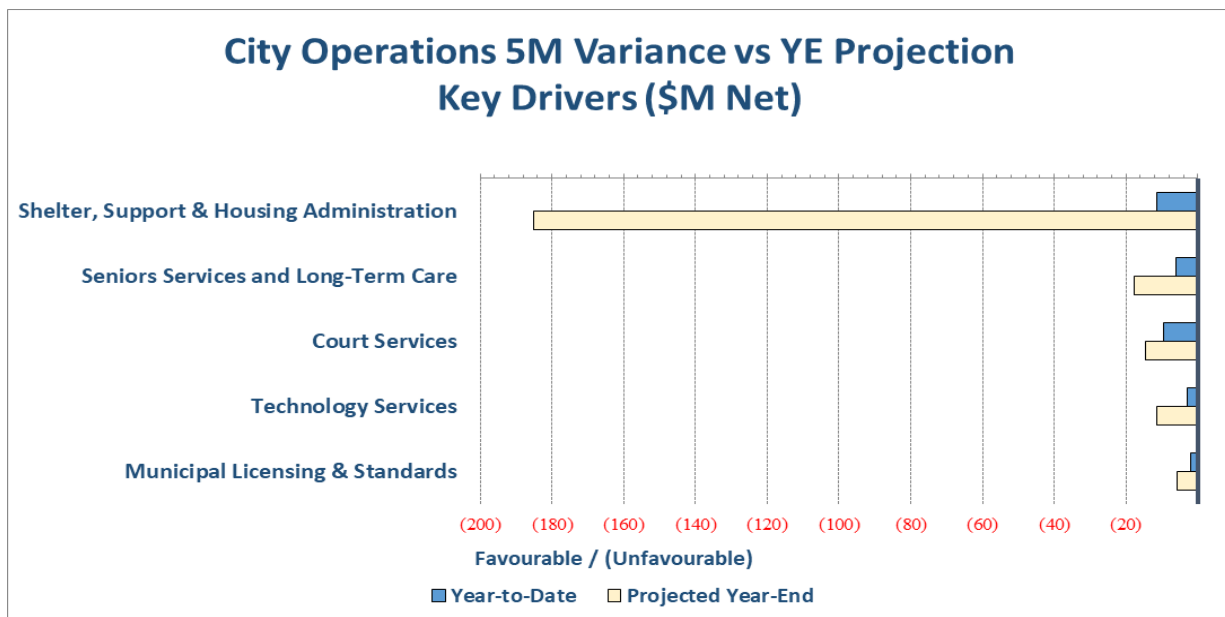 City Operations 5M Variance vs YE Projection
Key Drivers ($M Net)
Shelter, Support & Housing Administration
Seniors Services and Long-Term Care
Court Services
Technology Services
Municipal Licensing & Standards
(200) (180) (160) (140) (120) (100) (80) (60) (40) (20)
Favourable / (Unfavourable)
Year-to-Date Projected Year-End